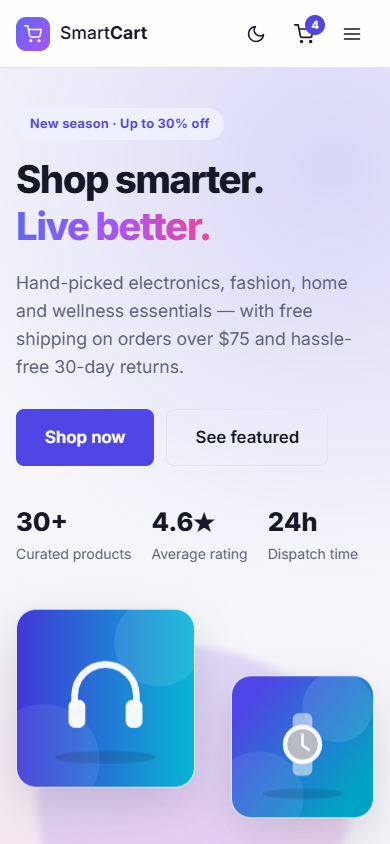 SmartCart
4
New season · Up to 30% off
Shop smarter.
Live better.
Hand-picked electronics, fashion, home
and wellness essentials — with free
shipping on orders over $75 and hassle-
free 30-day returns.
Shop now
See featured
30+
4.6★
24h
Curated products
Average rating
Dispatch time